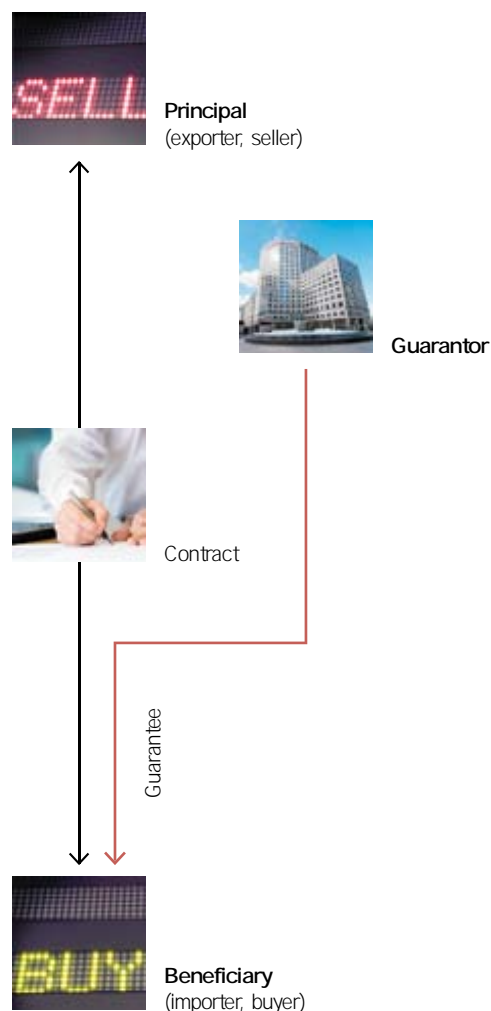 SELL
Principal
(exporter, seller)
Guarantor
Contract
Guarantee
BUY
Beneficiary
(importer, buyer)